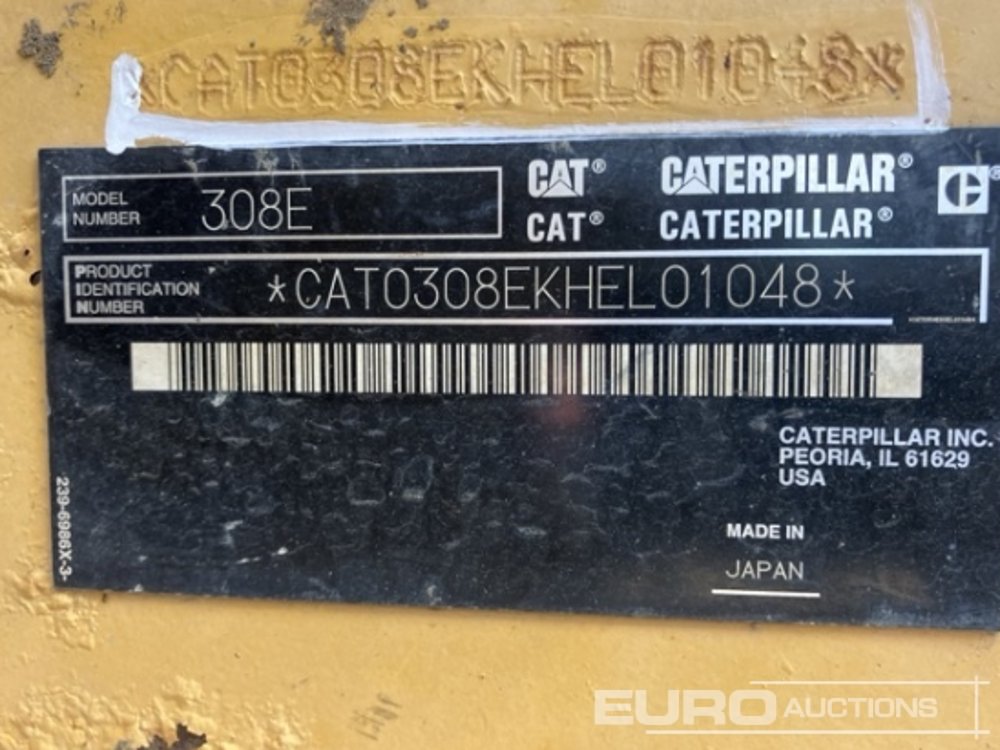 *CAT0308EKHEL01048*
MODEL NUMBER 308E
CAT® CATERPILLAR®
CAT® CATERPILLAR®
PRODUCT IDENTIFICATION NUMBER *CAT0308EKHEL01048*
CATERPILLAR INC.
PEORIA, IL 61629
USA
MADE IN
JAPAN
239-6986X-3
EURO AUCTIONS